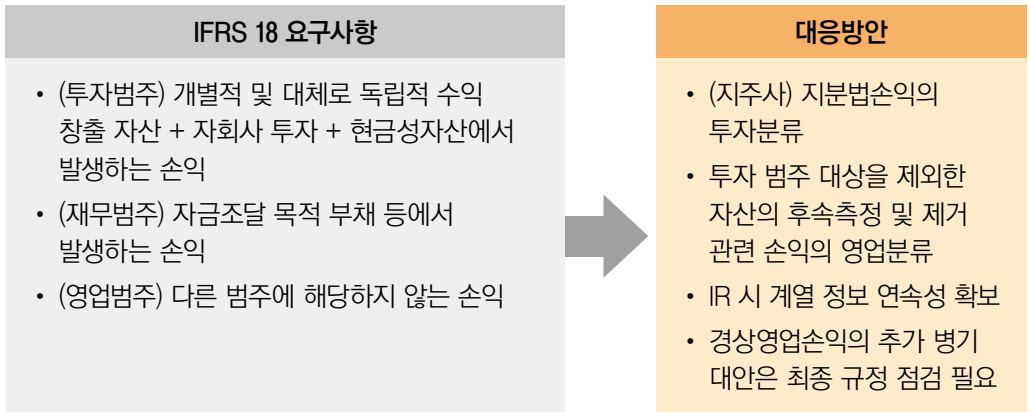 IFRS 18 요구사항
• (투자범주) 개별적 및 대체로 독립적 수익
창출 자산 + 자회사 투자 + 현금성자산에서
발생하는 손익
• (재무범주) 자금조달 목적 부채 등에서
발생하는 손익
• (영업범주) 다른 범주에 해당하지 않는 손익
대응방안
• (지주사) 지분법손익의
투자분류
• 투자 범주 대상을 제외한
자산의 후속측정 및 제거
관련 손익의 영업분류
• IR 시 계열 정보 연속성 확보
• 경상영업손익의 추가 병기
대안은 최종 규정 점검 필요